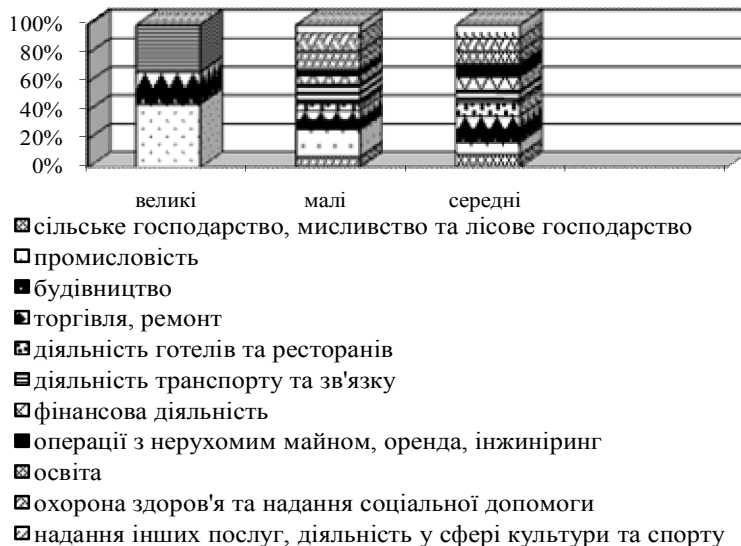 100%
80%
60%
40%
20%
0%
великі малі середні
сільське господарство, мисливство та лісове господарство
промисловість
будівництво
торгівля, ремонт
діяльність готелів та ресторанів
діяльність транспорту та зв'язку
фінансова діяльність
операції з нерухомим майном, оренда, інжиніринг
освіта
охорона здоров'я та надання соціальної допомоги
надання інших послуг, діяльність у сфері культури та спорту